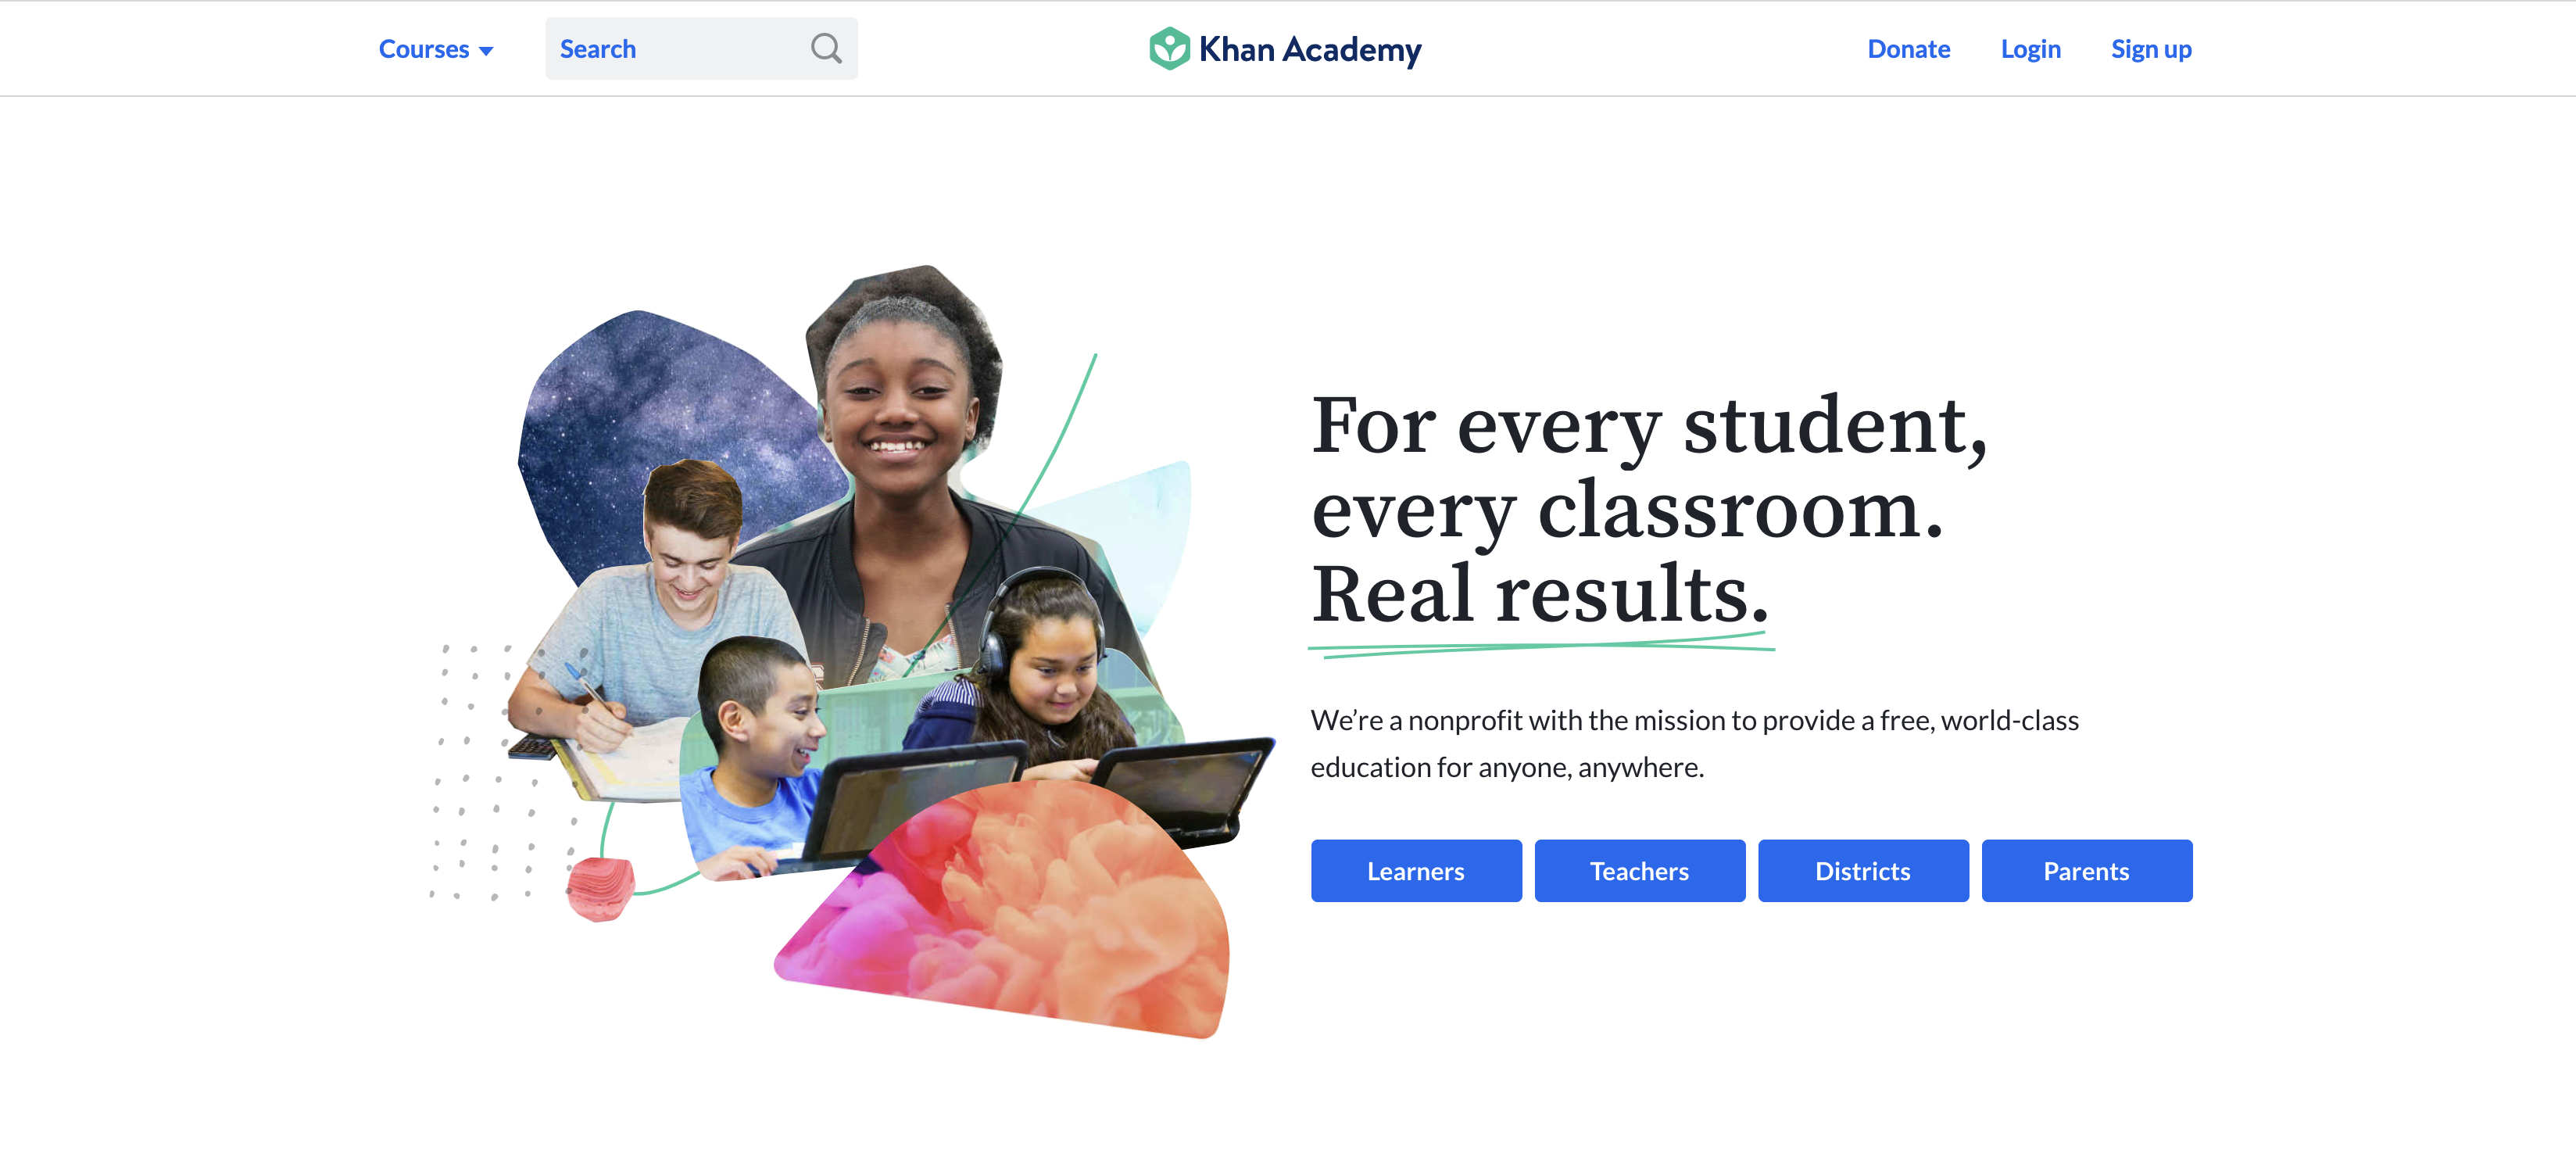 Courses
Search
Khan Academy
Donate
Login
Sign up
For every student,
every classroom.
Real results.
We’re a nonprofit with the mission to provide a free, world-class
education for anyone, anywhere.
Learners
Teachers
Districts
Parents